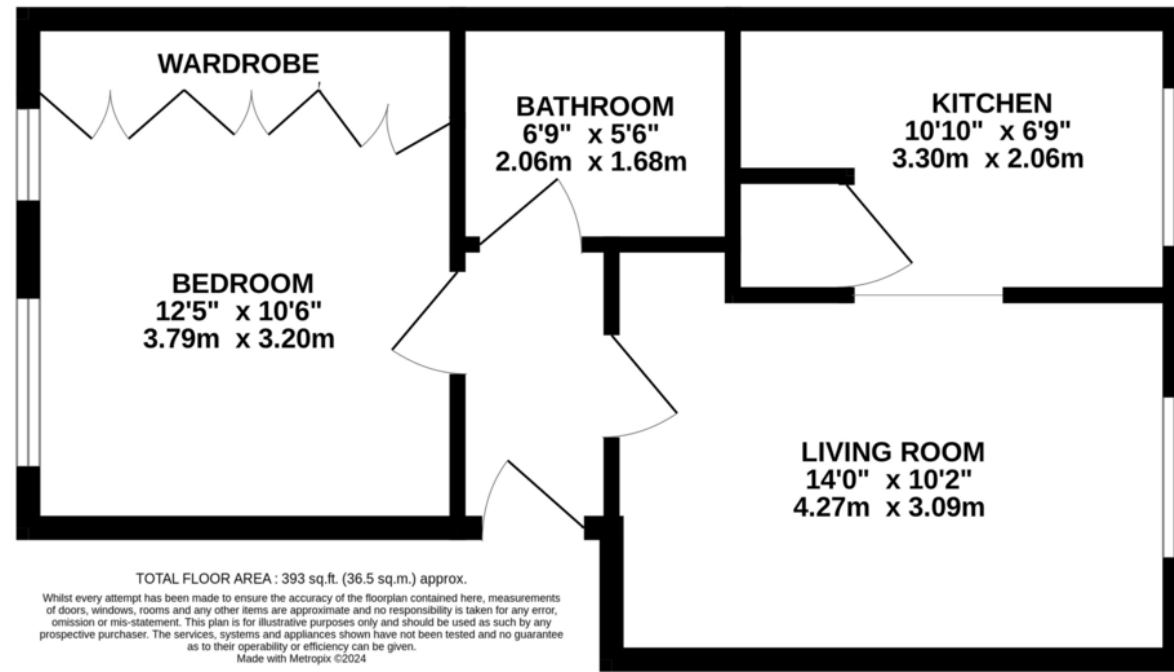 WARDROBE
BATHROOM
6'9"  x 5'6"
2.06m  x 1.68m
KITCHEN
10'10"  x 6'9"
3.30m  x 2.06m
BEDROOM
12'5"  x 10'6"
3.79m  x 3.20m
LIVING ROOM
14'0"  x 10'2"
4.27m  x 3.09m
TOTAL FLOOR AREA : 393 sq.ft. (36.5 sq.m.) approx.
Whilst every attempt has been made to ensure the accuracy of the floorplan contained here, measurements
of doors, windows, rooms and any other items are approximate and no responsibility is taken for any error,
omission or mis-statement. This plan is for illustrative purposes only and should be used as such by any
prospective purchaser. The services, systems and appliances shown have not been tested and no guarantee
as to their operability or efficiency can be given.
Made with Metropix ©2024